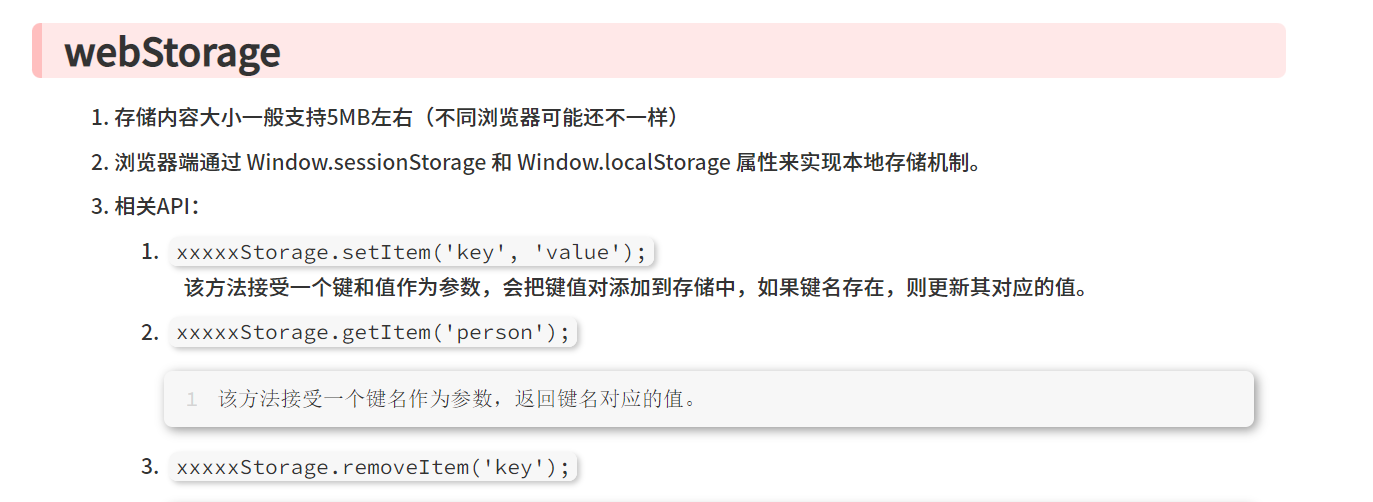 webStorage
1. 存储内容大小一般支持5MB左右（不同浏览器可能还不一样）
2. 浏览器端通过 Window.sessionStorage 和 Window.localStorage 属性来实现本地存储机制。
3. 相关API：
1. xxxxxStorage.setItem('key', 'value');
该方法接受一个键和值作为参数，会把键值对添加到存储中，如果键名存在，则更新其对应的值。
2. xxxxxStorage.getItem('person');
1 该方法接受一个键名作为参数，返回键名对应的值。
3. xxxxxStorage.removeItem('key');